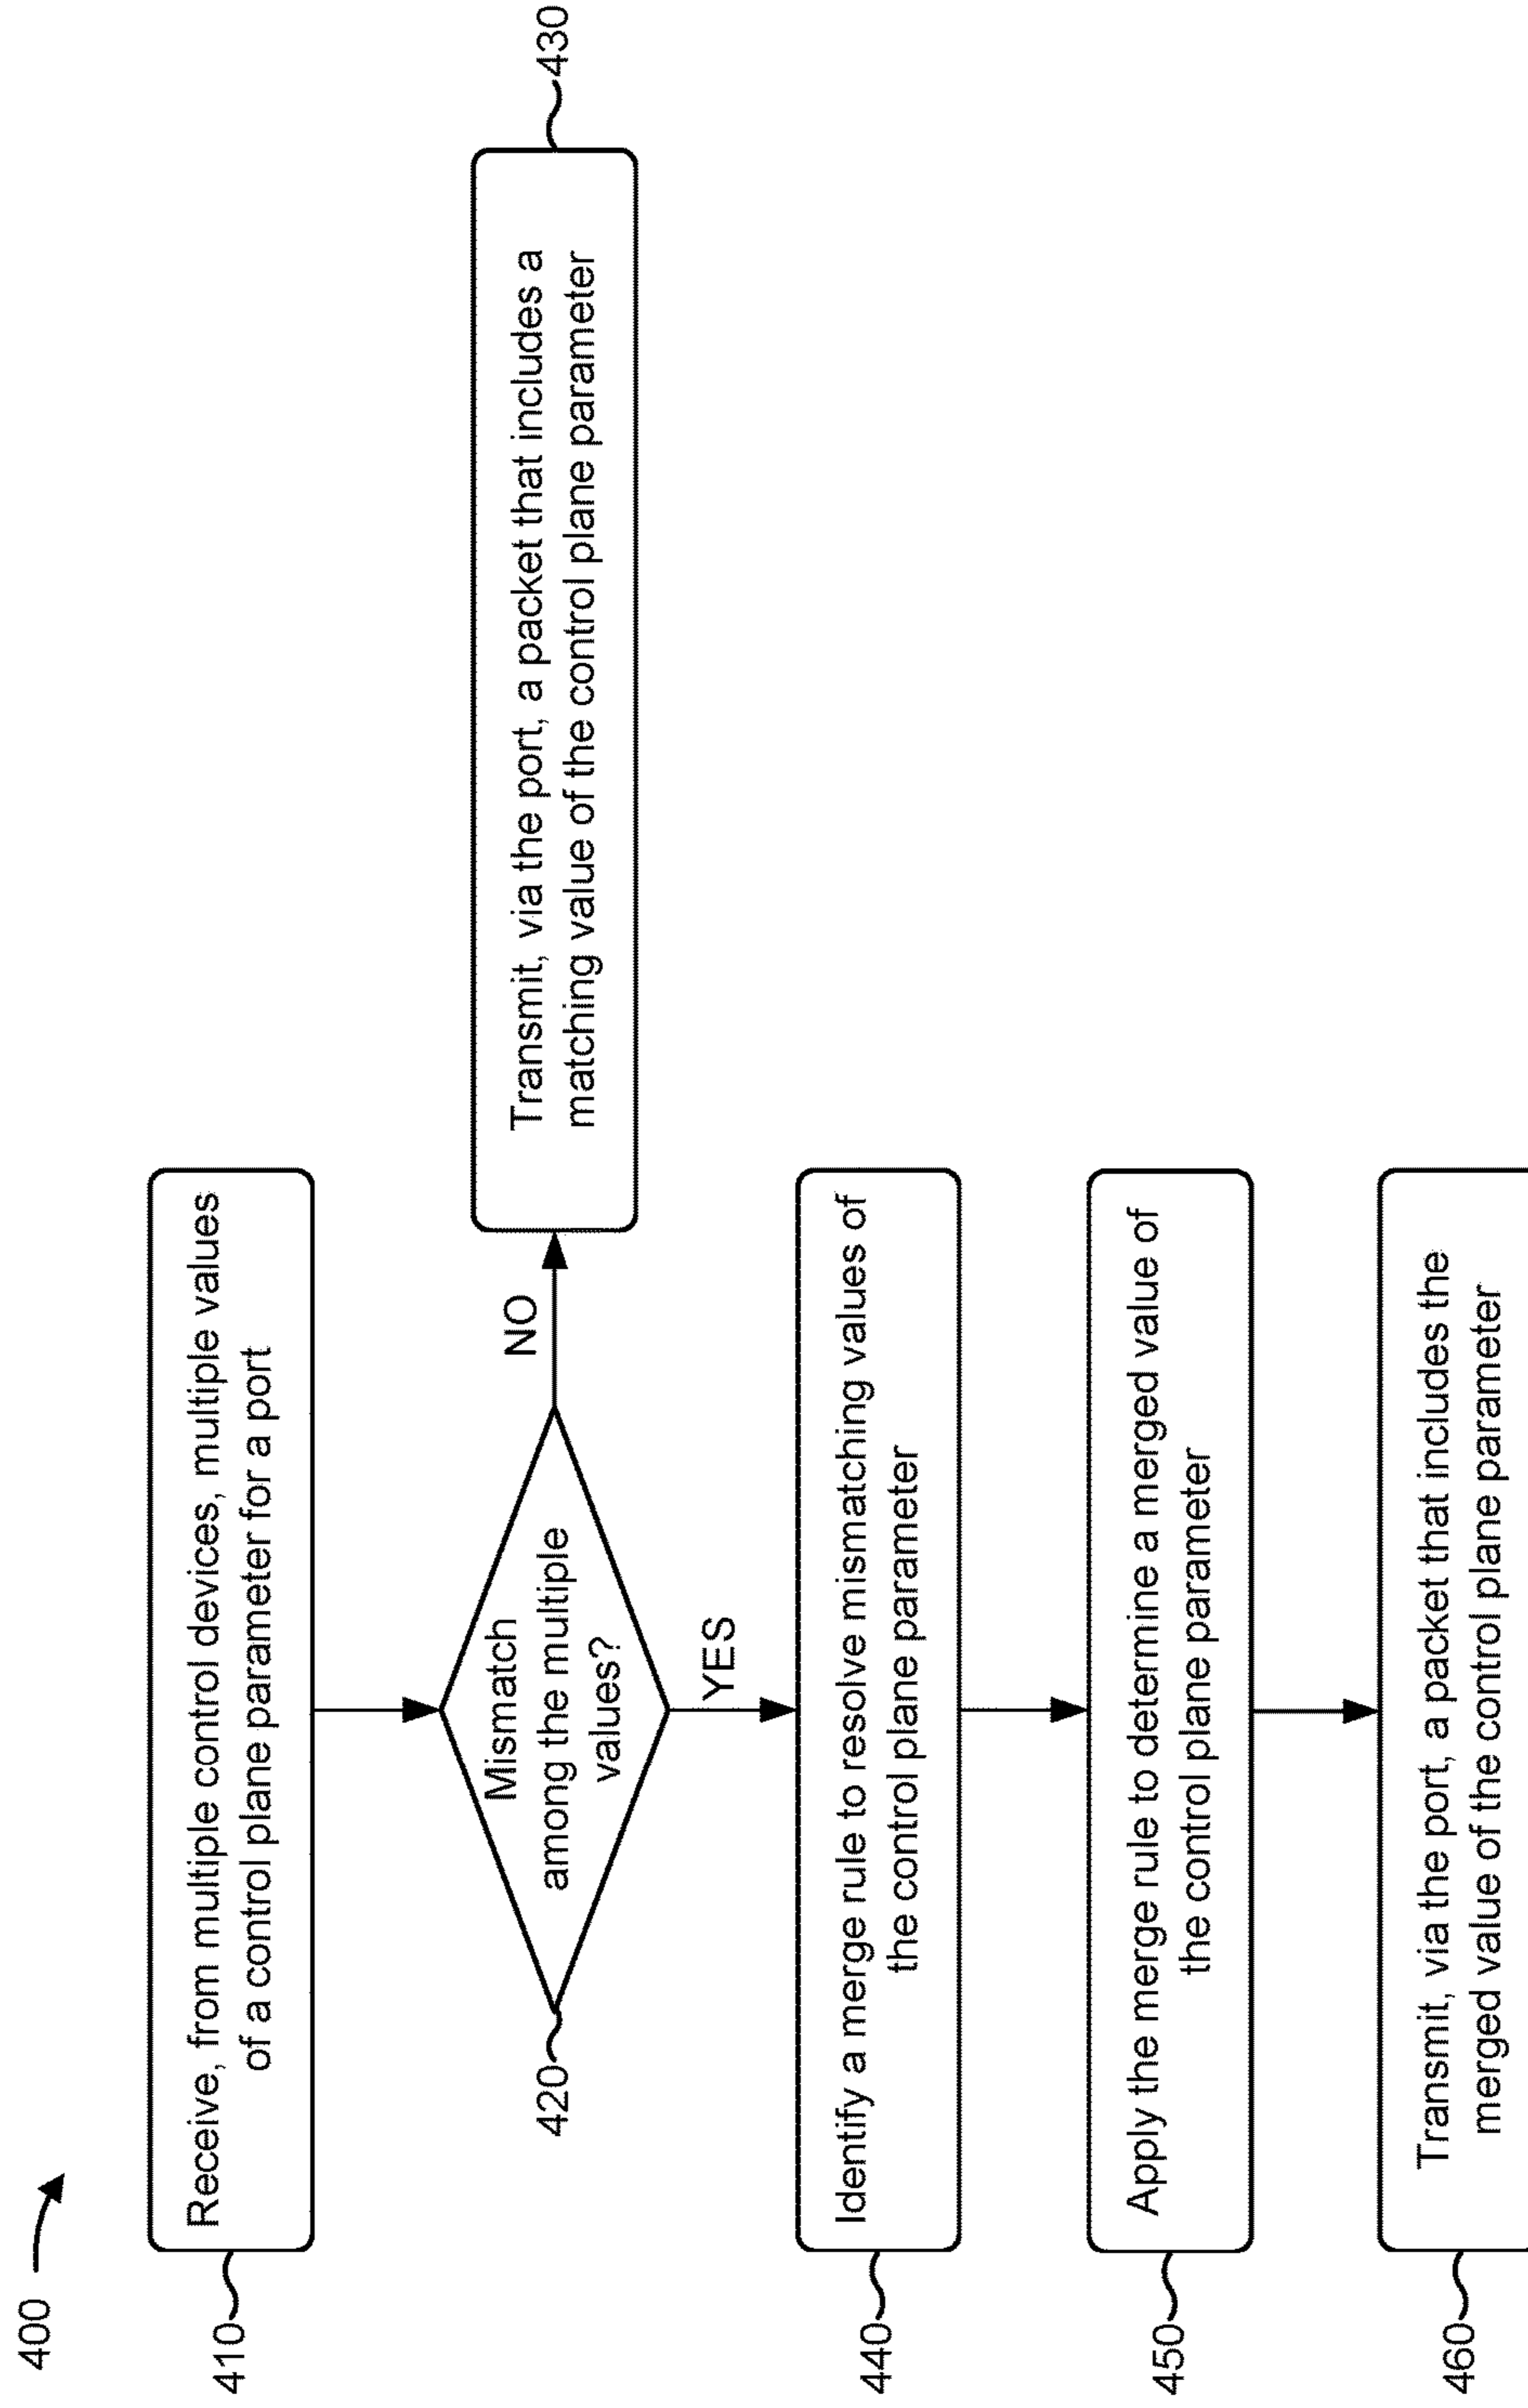 400
410
Receive, from multiple control devices, multiple values
of a control plane parameter for a port
420
Mismatch
among the multiple
values?
NO
430
Transmit, via the port, a packet that includes a
matching value of the control plane parameter
YES
440
Identify a merge rule to resolve mismatching values of
the control plane parameter
450
Apply the merge rule to determine a merged value of
the control plane parameter
460
Transmit, via the port, a packet that includes the
merged value of the control plane parameter